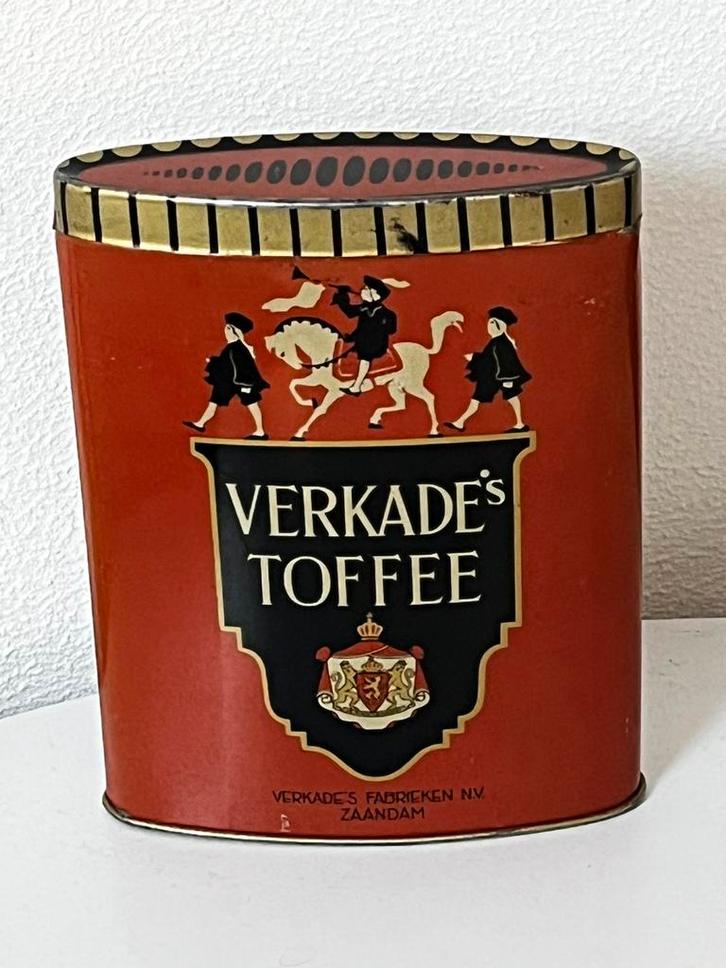 VERKADE's
TOFFEE
VERKADE'S FABRIEKEN N.V.
ZAANDAM